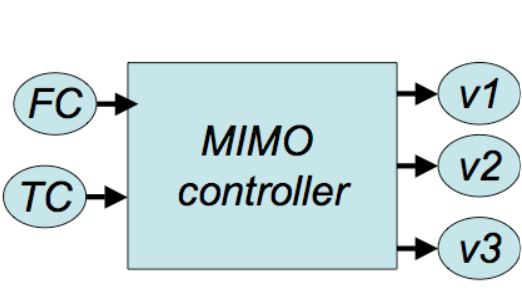 FC
TC
MIMO
controller
v1
v2
v3